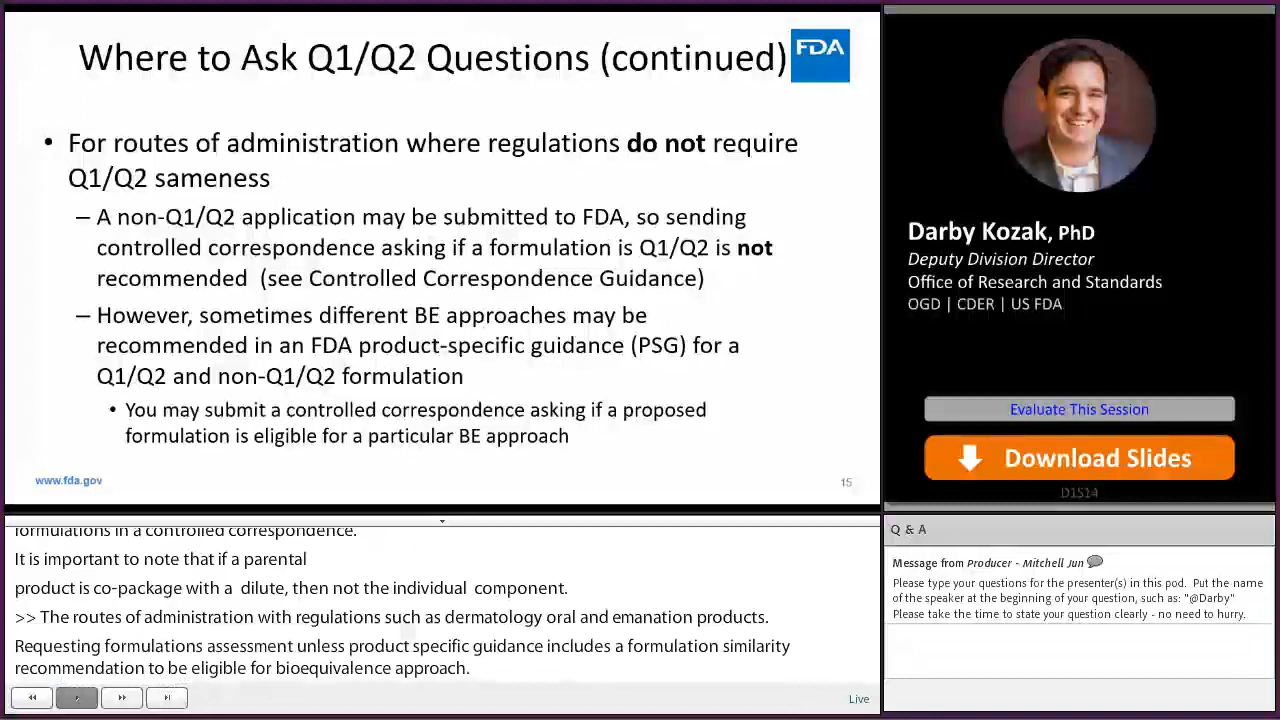 Where to Ask Q1/Q2 Questions (continued)
FDA
• For routes of administration where regulations do not require
Q1/Q2 sameness
– A non-Q1/Q2 application may be submitted to FDA, so sending
controlled correspondence asking if a formulation is Q1/Q2 is not
recommended (see Controlled Correspondence Guidance)
– However, sometimes different BE approaches may be
recommended in an FDA product-specific guidance (PSG) for a
Q1/Q2 and non-Q1/Q2 formulation
• You may submit a controlled correspondence asking if a proposed
formulation is eligible for a particular BE approach
www.fda.gov
15
Darby Kozak, PhD
Deputy Division Director
Office of Research and Standards
OGD | CDER | US FDA
Evaluate This Session
Download Slides
D1S14
formulations in a controlled correspondence.
It is important to note that if a parental
product is co-package with a dilute, then not the individual component.
>> The routes of administration with regulations such as dermatology oral and emanation products.
Requesting formulations assessment unless product specific guidance includes a formulation similarity
recommendation to be eligible for bioequivalence approach.
Live
Q & A
Message from Producer - Mitchell Jun
Please type your questions for the presenter(s) in this pod. Put the name
of the speaker at the beginning of your question, such as: "@Darby"
Please take the time to state your question clearly - no need to hurry.